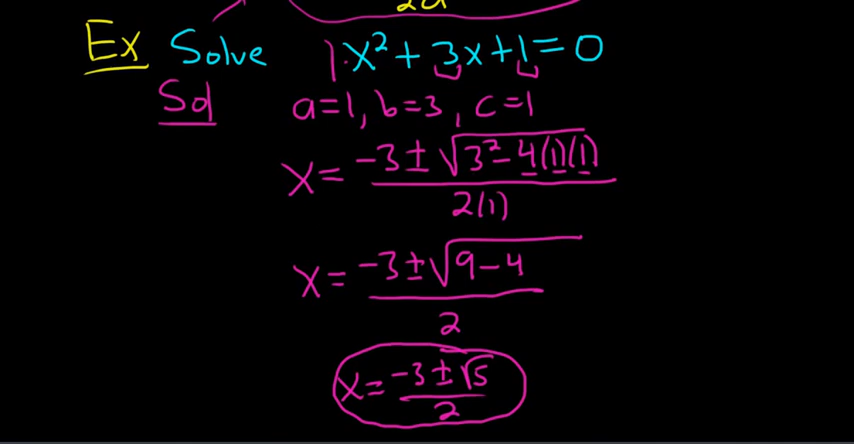 2a
Ex Solve 1·x² + 3x + 1 = 0
Sol a=1, b=3, c=1
x = (-3 ± √(3² - 4(1)(1))) / 2(1)
x = (-3 ± √(9 - 4)) / 2
x = (-3 ± √5) / 2